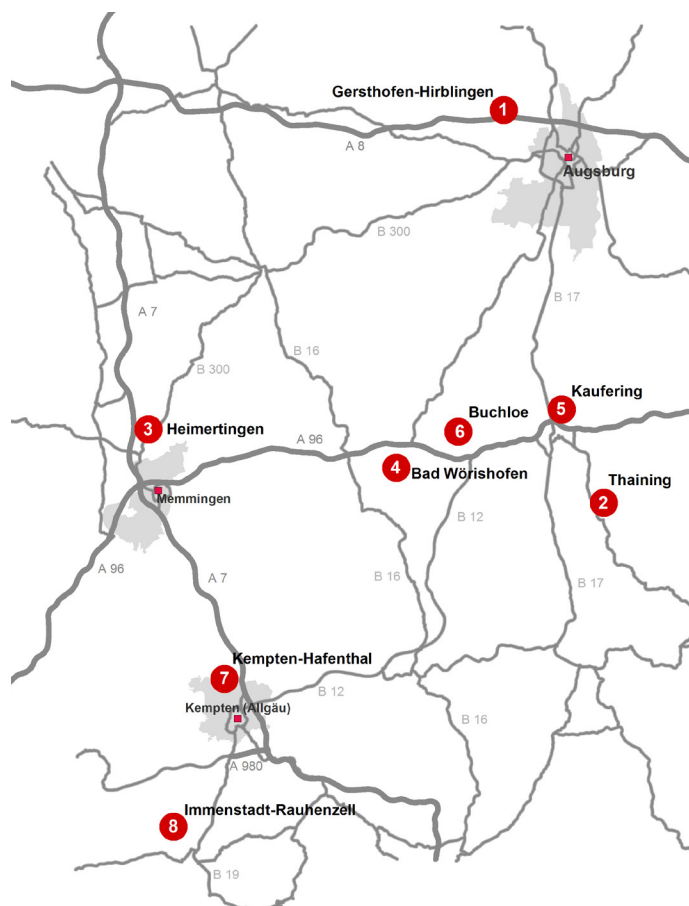 Gersthofen-Hirblingen
1
A 8
Augsburg
B 300
B 17
A 7
B 16
B 300
Kaufering
5
Buchloe
6
3
Heimertingen
A 96
4
Bad Wörishofen
Thaining
2
Memmingen
B 12
A 96
A 7
B 16
B 17
Kempten-Hafenthal
7
B 12
Kempten (Allgäu)
B 16
A 980
Immenstadt-Rauhenzell
8
B 19